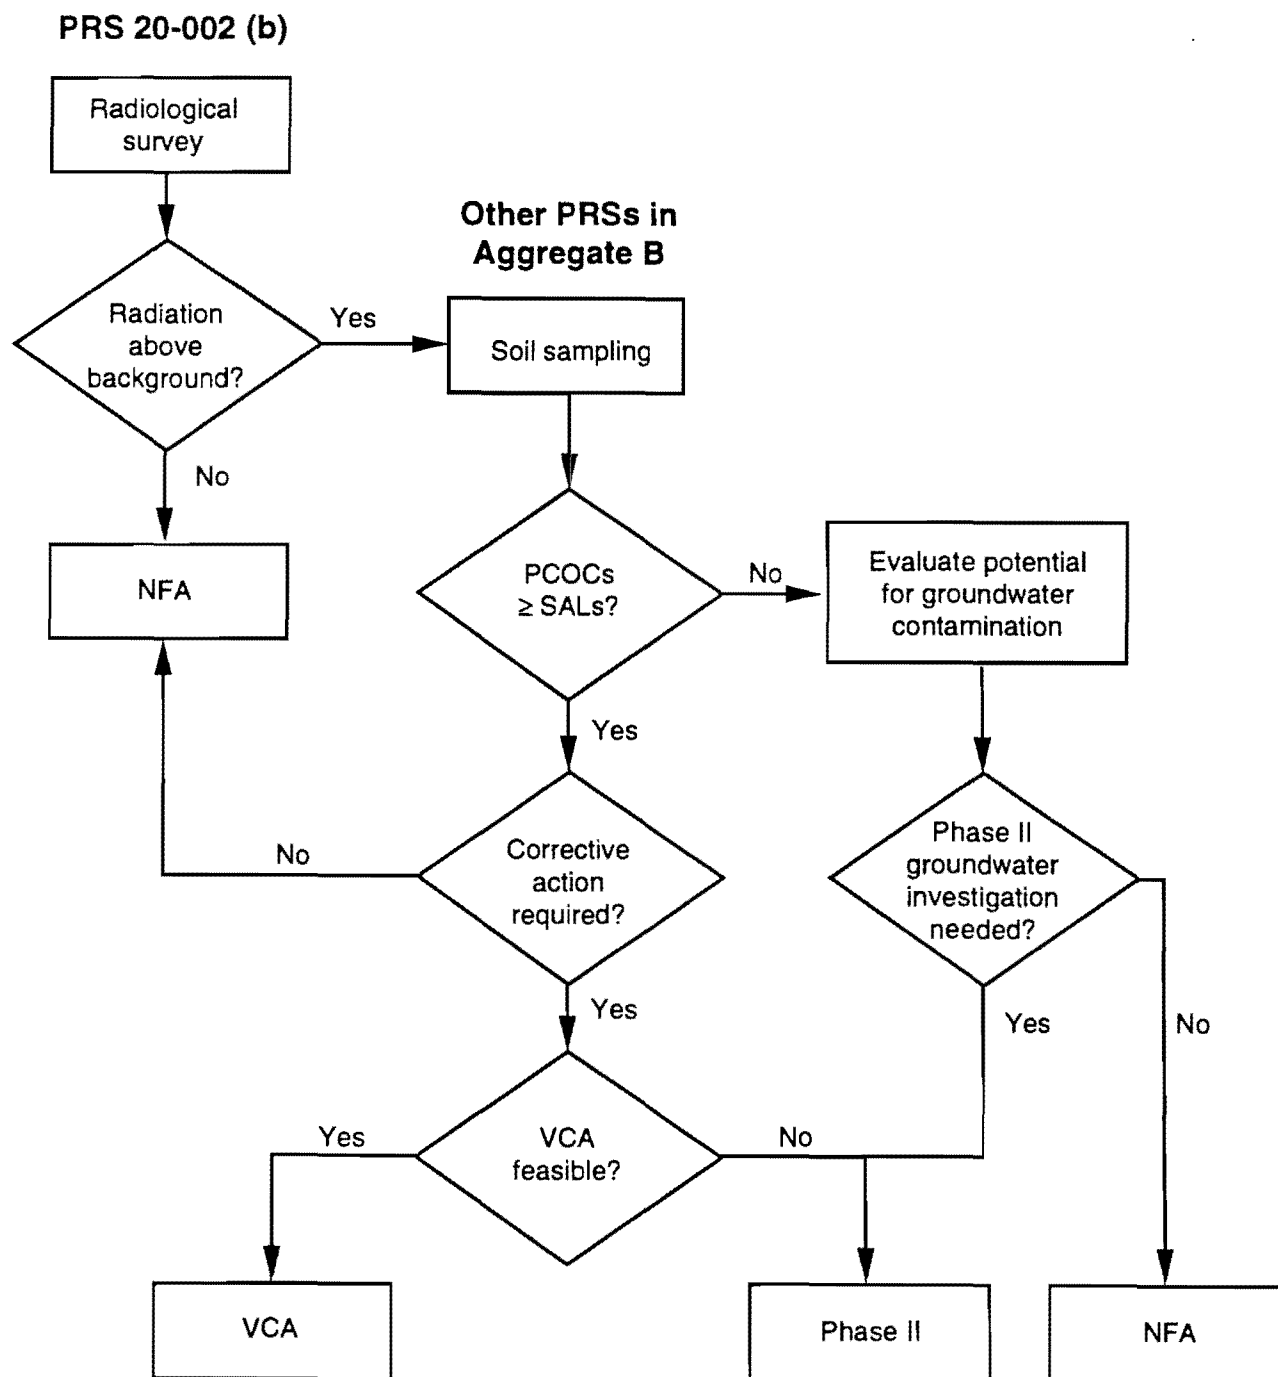 PRS 20-002 (b)
Radiological
survey
Other PRSs in
Aggregate B
Radiation
above
background?
Yes
Soil sampling
No
NFA
PCOCs
≥ SALs?
No
Evaluate potential
for groundwater
contamination
Yes
Corrective
action
required?
No
Phase II
groundwater
investigation
needed?
Yes
Yes
No
VCA
feasible?
Yes
No
VCA
Phase II
NFA